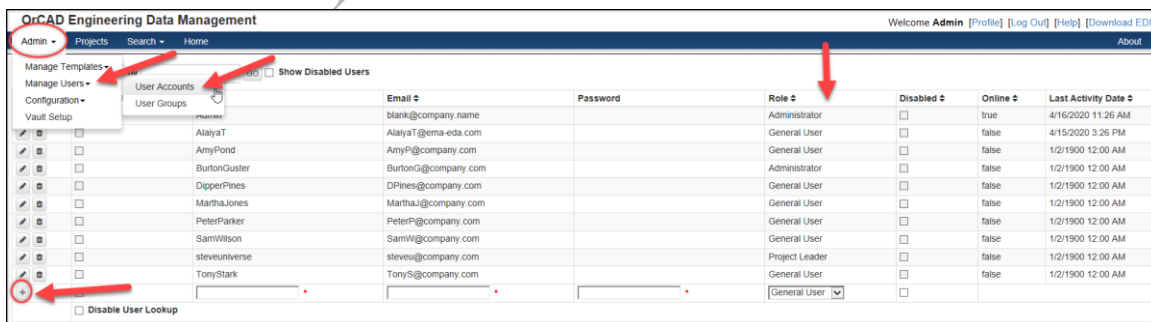 OrCAD Engineering Data Management
Welcome Admin [Profile] [Log Out] [Help] [Download EDM
Admin Projects Search Home About
Manage Templates
Manage Users
Configuration
Vault Setup
User Accounts
User Groups
GO Show Disabled Users
Email Password Role Disabled Online Last Activity Date
Admin blank@company.name Administrator true 4/16/2020 11:26 AM
AlaiyaT AlaiyaT@ema-eda.com General User false 4/15/2020 3:26 PM
AmyPond AmyP@company.com General User false 1/2/1900 12:00 AM
BurtonGuster BurtonG@company.com Administrator false 1/2/1900 12:00 AM
DipperPines DPines@company.com General User false 1/2/1900 12:00 AM
MarthaJones MarthaJ@company.com General User false 1/2/1900 12:00 AM
PeterParker PeterP@company.com General User false 1/2/1900 12:00 AM
SamWilson SamW@company.com General User false 1/2/1900 12:00 AM
steveuniverse steveu@company.com Project Leader false 1/2/1900 12:00 AM
TonyStark TonyS@company.com General User false 1/2/1900 12:00 AM
+ * * * General User
Disable User Lookup